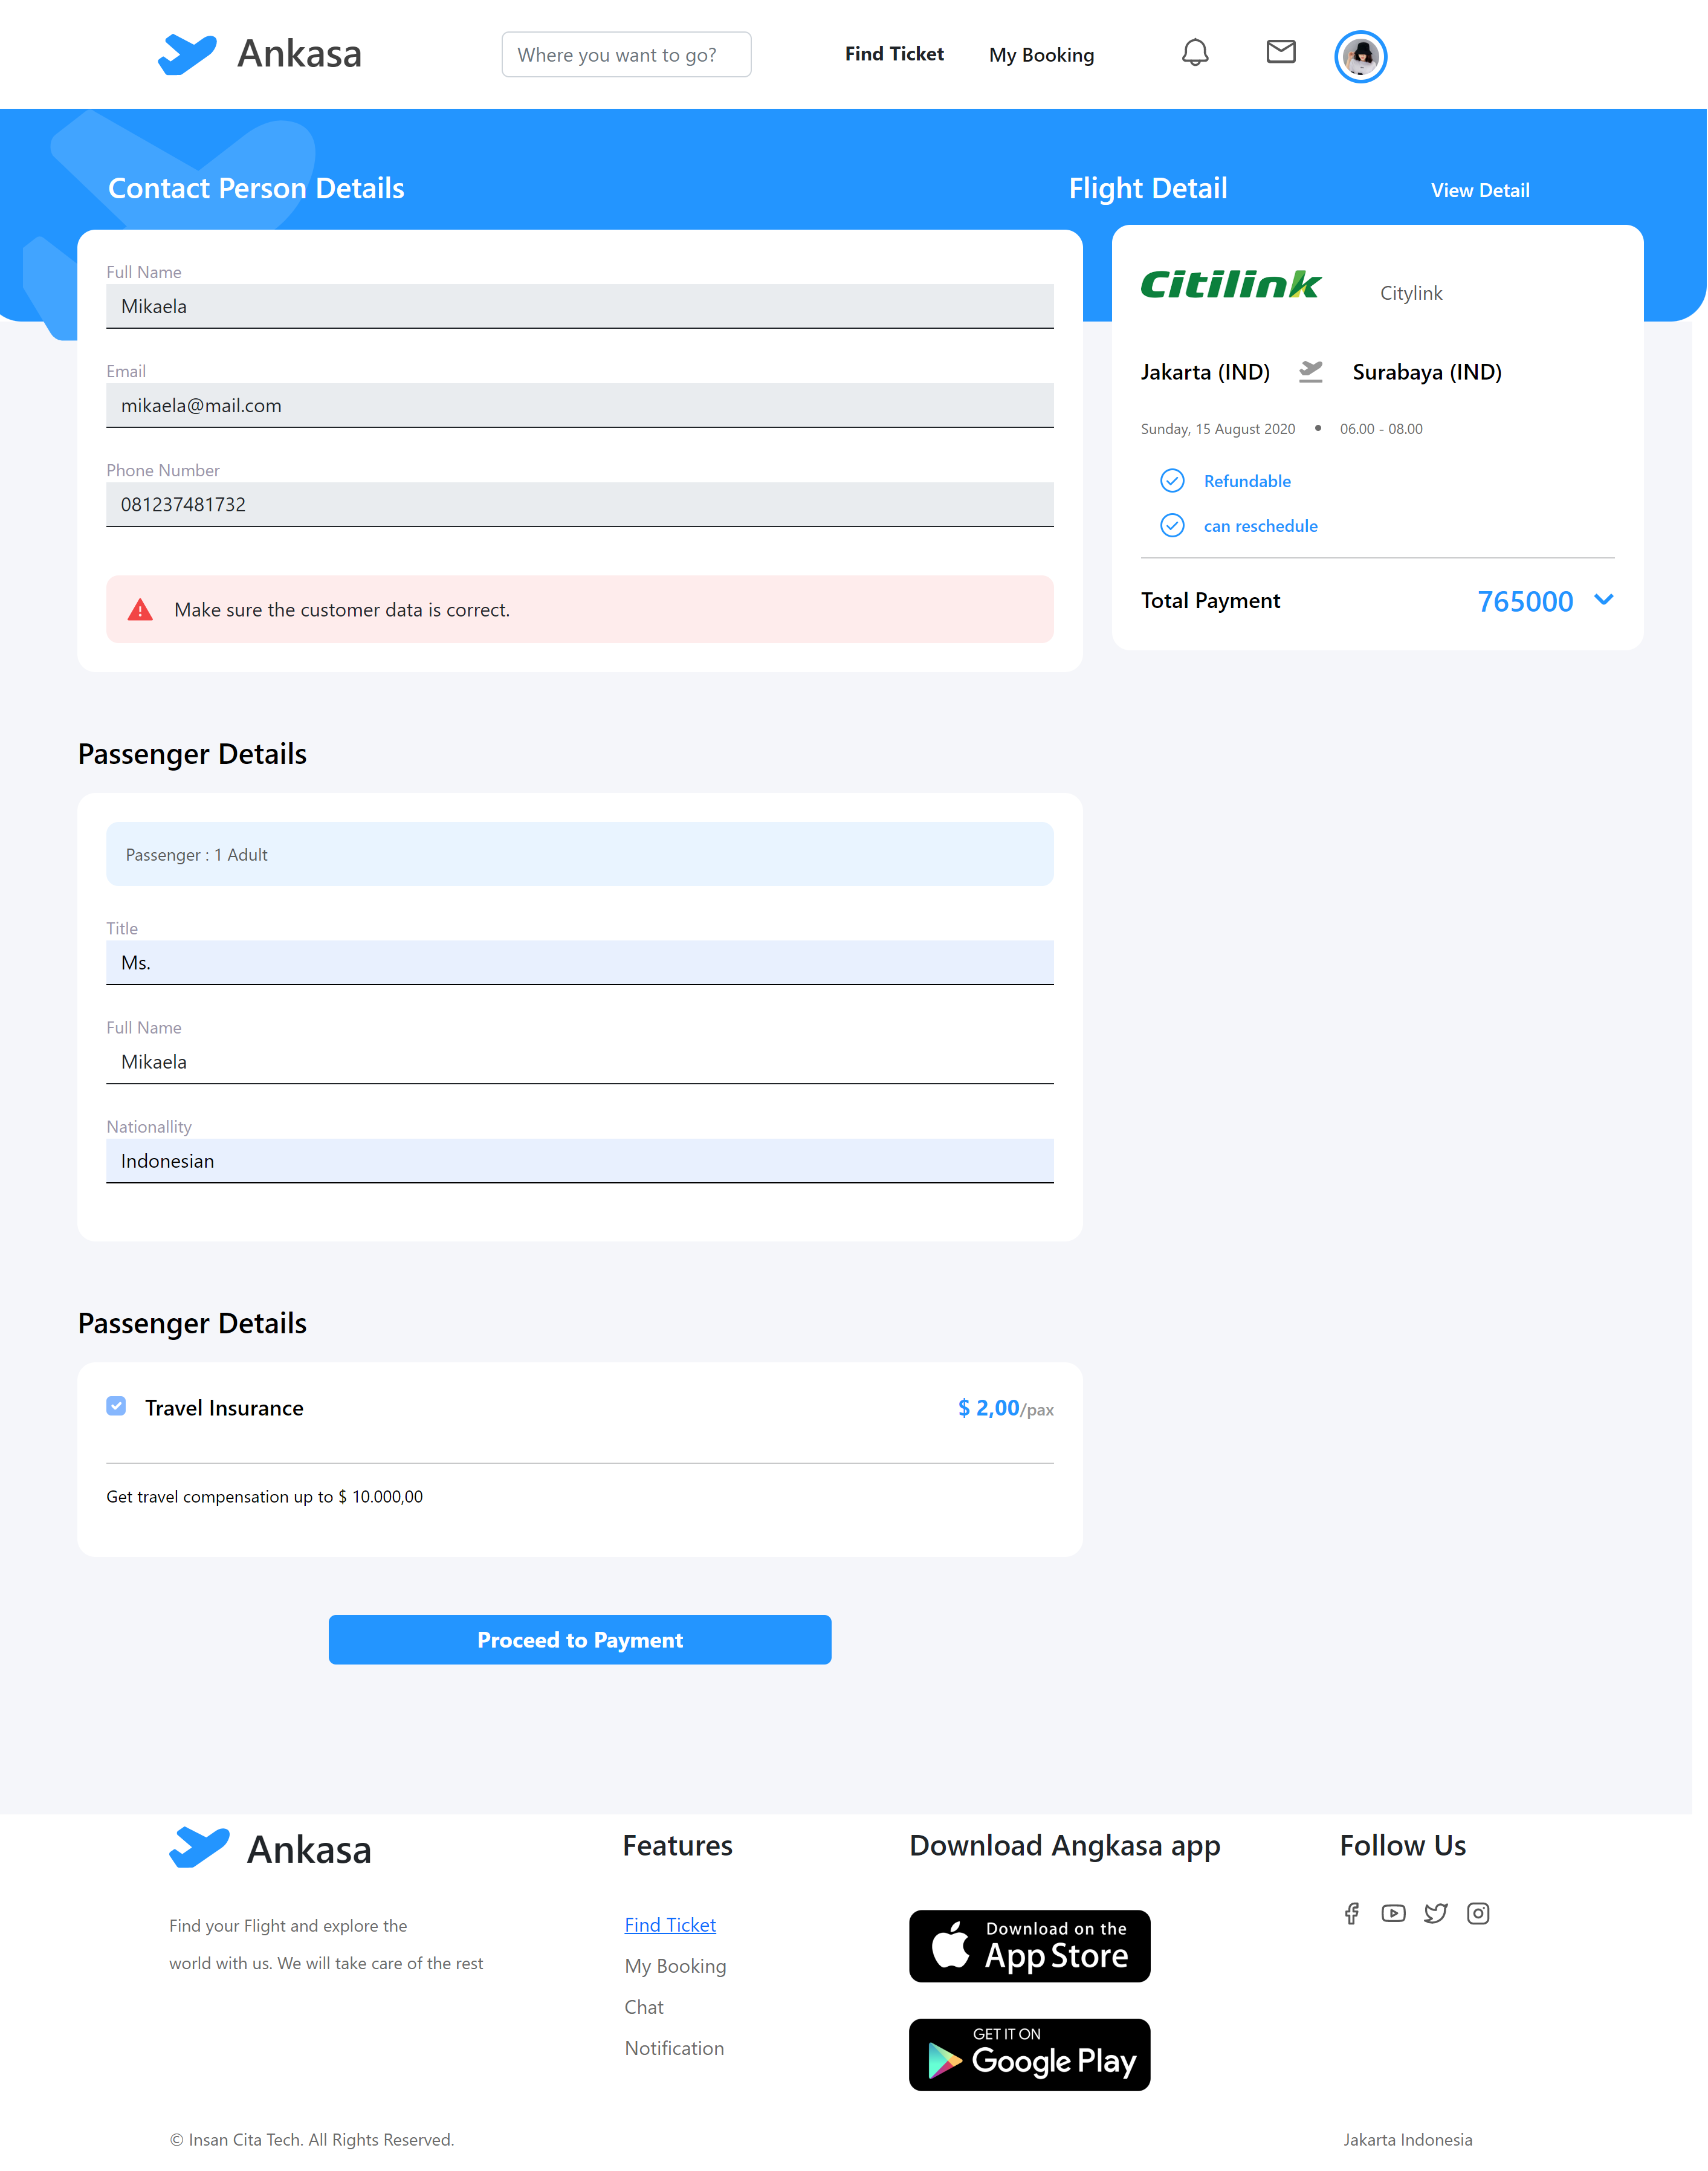 Ankasa
Where you want to go?
Find Ticket
My Booking
Contact Person Details
Flight Detail
View Detail
Full Name
Mikaela
Email
mikaela@mail.com
Phone Number
081237481732
Make sure the customer data is correct.
Citilink
Citylink
Jakarta (IND)
Surabaya (IND)
Sunday, 15 August 2020 • 06.00 - 08.00
Refundable
can reschedule
Total Payment
765000
Passenger Details
Passenger : 1 Adult
Title
Ms.
Full Name
Mikaela
Nationallity
Indonesian
Passenger Details
Travel Insurance
$ 2,00/pax
Get travel compensation up to $ 10.000,00
Proceed to Payment
Ankasa
Find your Flight and explore the
world with us. We will take care of the rest
Features
Find Ticket
My Booking
Chat
Notification
Download Angkasa app
Download on the
App Store
GET IT ON
Google Play
Follow Us
© Insan Cita Tech. All Rights Reserved.
Jakarta Indonesia